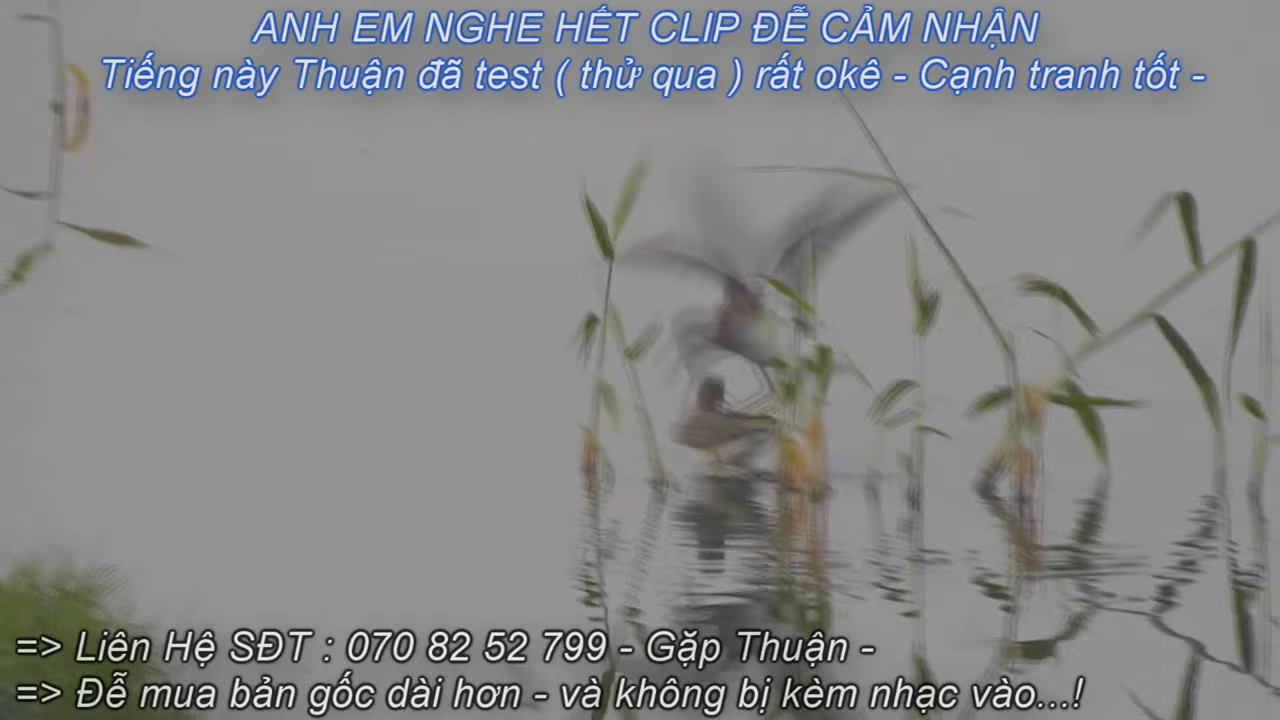 ANH EM NGHE HẾT CLIP ĐỄ CẢM NHẬN
Tiếng này Thuận đã test ( thử qua ) rất okê - Cạnh tranh tốt -
=> Liên Hệ SĐT : 070 82 52 799 - Gặp Thuận -
=> Đễ mua bản gốc dài hơn - và không bị kèm nhạc vào...!